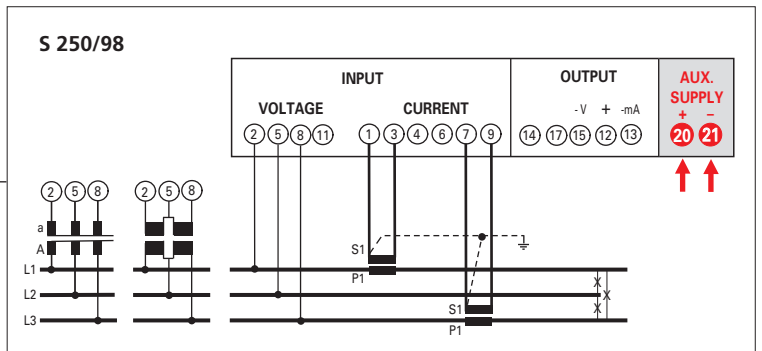 S 250/98
INPUT
OUTPUT
AUX. SUPPLY
VOLTAGE
CURRENT
- V + -mA
+ –
2 5 8 11
1 3 4 6 7 9
14 17 15 12 13
20 21
2 5 8
2 5 8
a
A
S1
P1
L1
L2
L3
S1
P1
X
X
X